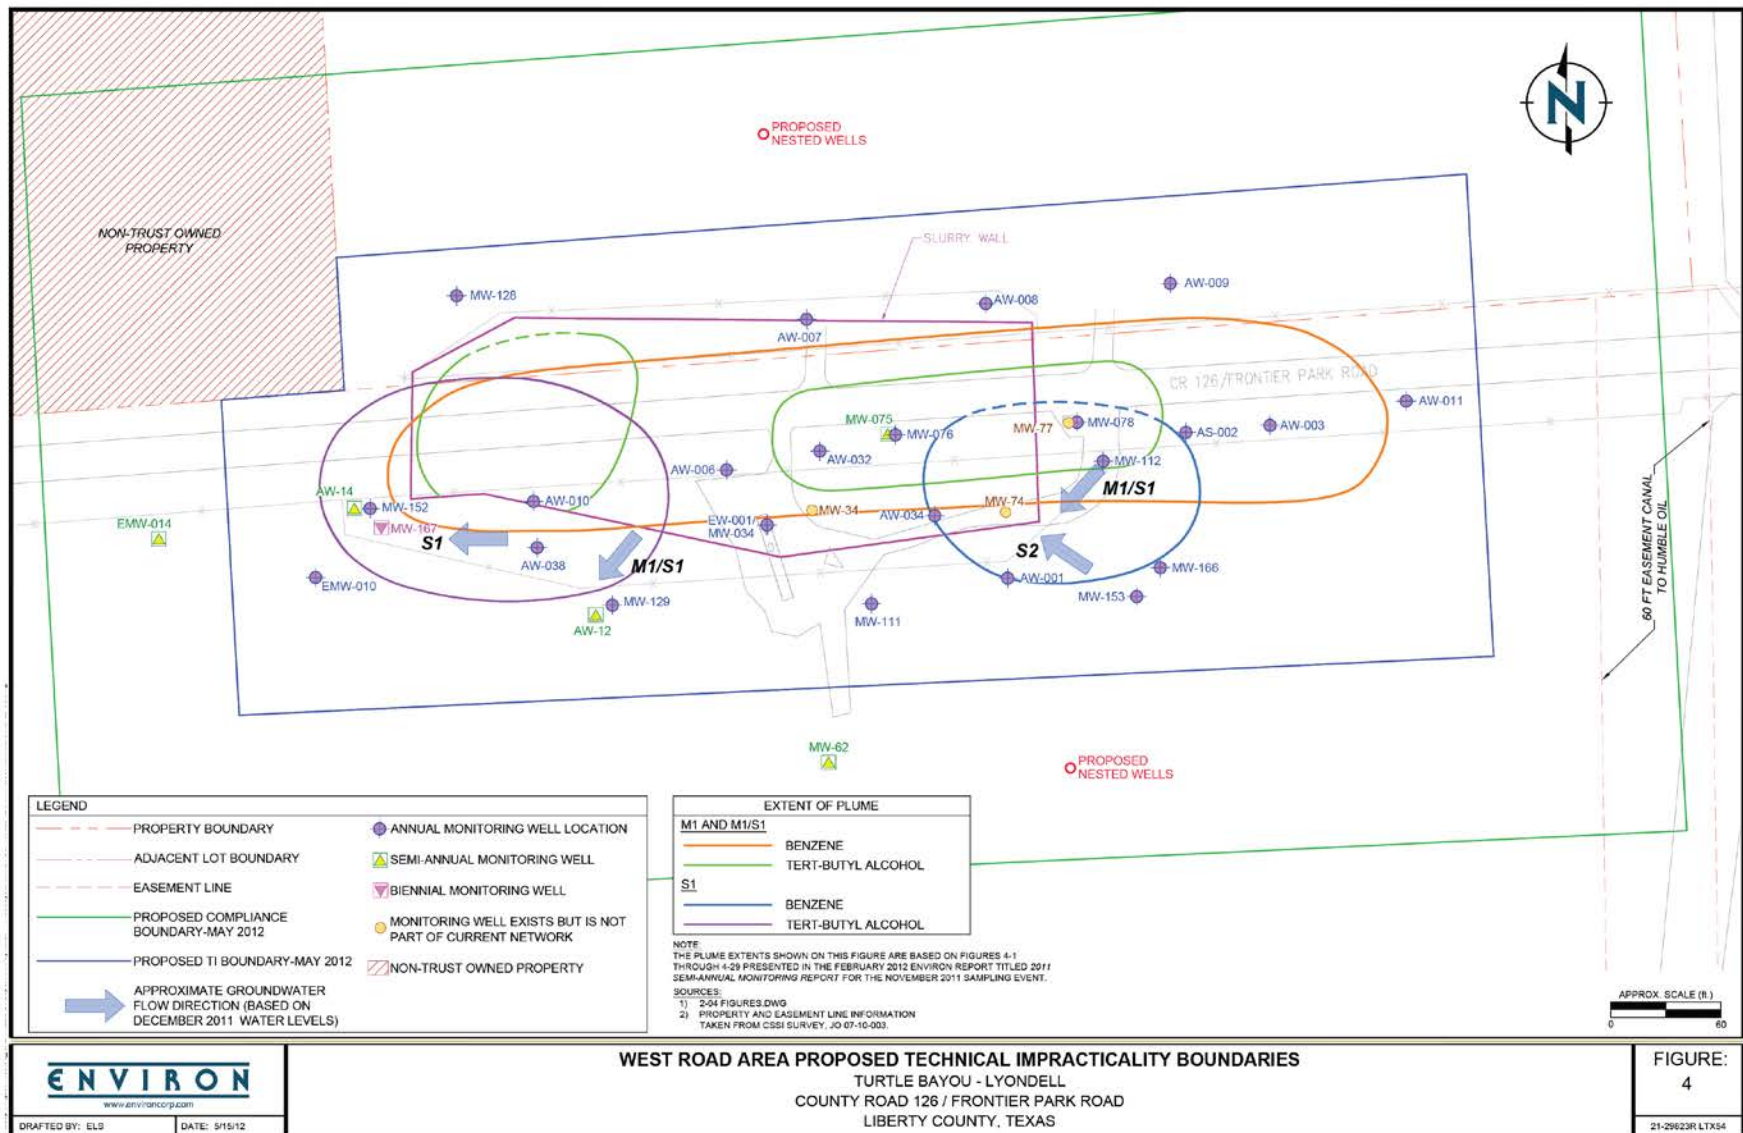 PROPOSED
NESTED WELLS
N
NON-TRUST OWNED
PROPERTY
SLURRY WALL
MW-128
AW-007
AW-008
AW-009
CR 126/FRONTIER PARK ROAD
AW-011
MW-075
MW-076
MW-77
MW-078
AS-002
AW-003
AW-006
AW-032
MW-112
M1/S1
AW-14
MW-152
AW-010
MW-34
AW-034
MW-74
EMW-014
MW-167
S1
EW-001/
MW-034
S2
AW-038
M1/S1
EMW-010
MW-129
AW-12
MW-111
AW-001
MW-166
MW-153
60 FT EASEMENT CANAL
TO HUMBLE OIL
MW-62
PROPOSED
NESTED WELLS
LEGEND
PROPERTY BOUNDARY
ADJACENT LOT BOUNDARY
EASEMENT LINE
PROPOSED COMPLIANCE
BOUNDARY-MAY 2012
PROPOSED TI BOUNDARY-MAY 2012
APPROXIMATE GROUNDWATER
FLOW DIRECTION (BASED ON
DECEMBER 2011 WATER LEVELS)
ANNUAL MONITORING WELL LOCATION
SEMI-ANNUAL MONITORING WELL
BIENNIAL MONITORING WELL
MONITORING WELL EXISTS BUT IS NOT
PART OF CURRENT NETWORK
NON-TRUST OWNED PROPERTY
EXTENT OF PLUME
M1 AND M1/S1
BENZENE
TERT-BUTYL ALCOHOL
S1
BENZENE
TERT-BUTYL ALCOHOL
NOTE:
THE PLUME EXTENTS SHOWN ON THIS FIGURE ARE BASED ON FIGURES 4-1
THROUGH 4-29 PRESENTED IN THE FEBRUARY 2012 ENVIRON REPORT TITLED 2011
SEMI-ANNUAL MONITORING REPORT FOR THE NOVEMBER 2011 SAMPLING EVENT.
SOURCES:
1) 2-04 FIGURES.DWG
2) PROPERTY AND EASEMENT LINE INFORMATION
TAKEN FROM CSSI SURVEY, JO 07-10-003.
APPROX. SCALE (ft.)
0 60
ENVIRON
www.environcorp.com
DRAFTED BY: ELS
DATE: 5/15/12
WEST ROAD AREA PROPOSED TECHNICAL IMPRACTICALITY BOUNDARIES
TURTLE BAYOU - LYONDELL
COUNTY ROAD 126 / FRONTIER PARK ROAD
LIBERTY COUNTY, TEXAS
FIGURE:
4
21-29823R LTX54